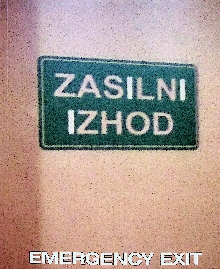 ZASILNI
IZHOD
EMERGENCY EXIT